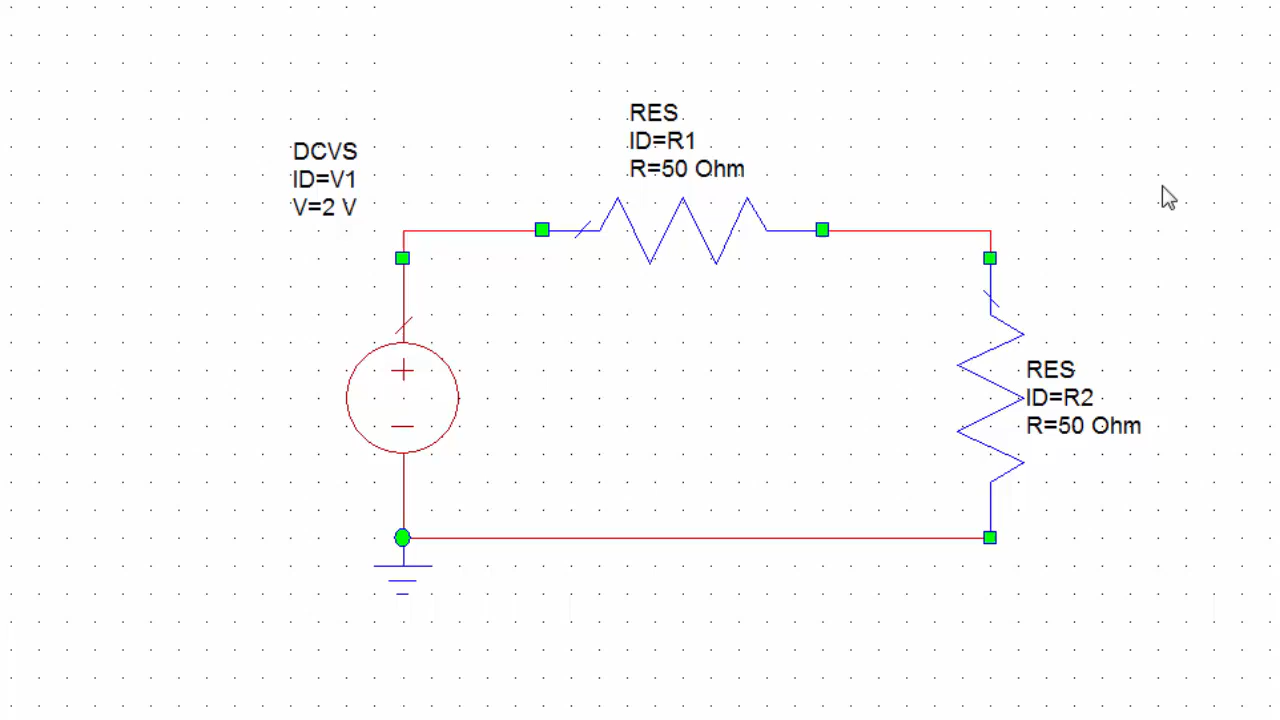 RES
ID=R1
R=50 Ohm
DCVS
ID=V1
V=2 V
RES
ID=R2
R=50 Ohm